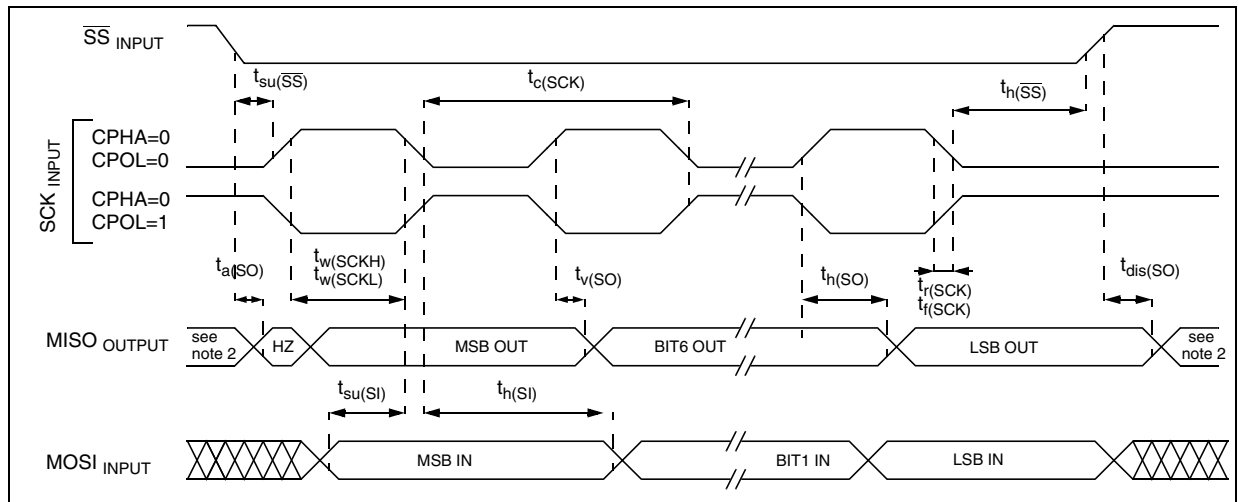 SS INPUT
tsu(SS)
tc(SCK)
th(SS)
SCK INPUT
CPHA=0
CPOL=0
CPHA=0
CPOL=1
ta(SO)
tw(SCKH)
tw(SCKL)
tv(SO)
th(SO)
tr(SCK)
tf(SCK)
tdis(SO)
MISO OUTPUT
see
note 2
HZ
MSB OUT
BIT6 OUT
LSB OUT
see
note 2
tsu(SI)
th(SI)
MOSI INPUT
MSB IN
BIT1 IN
LSB IN